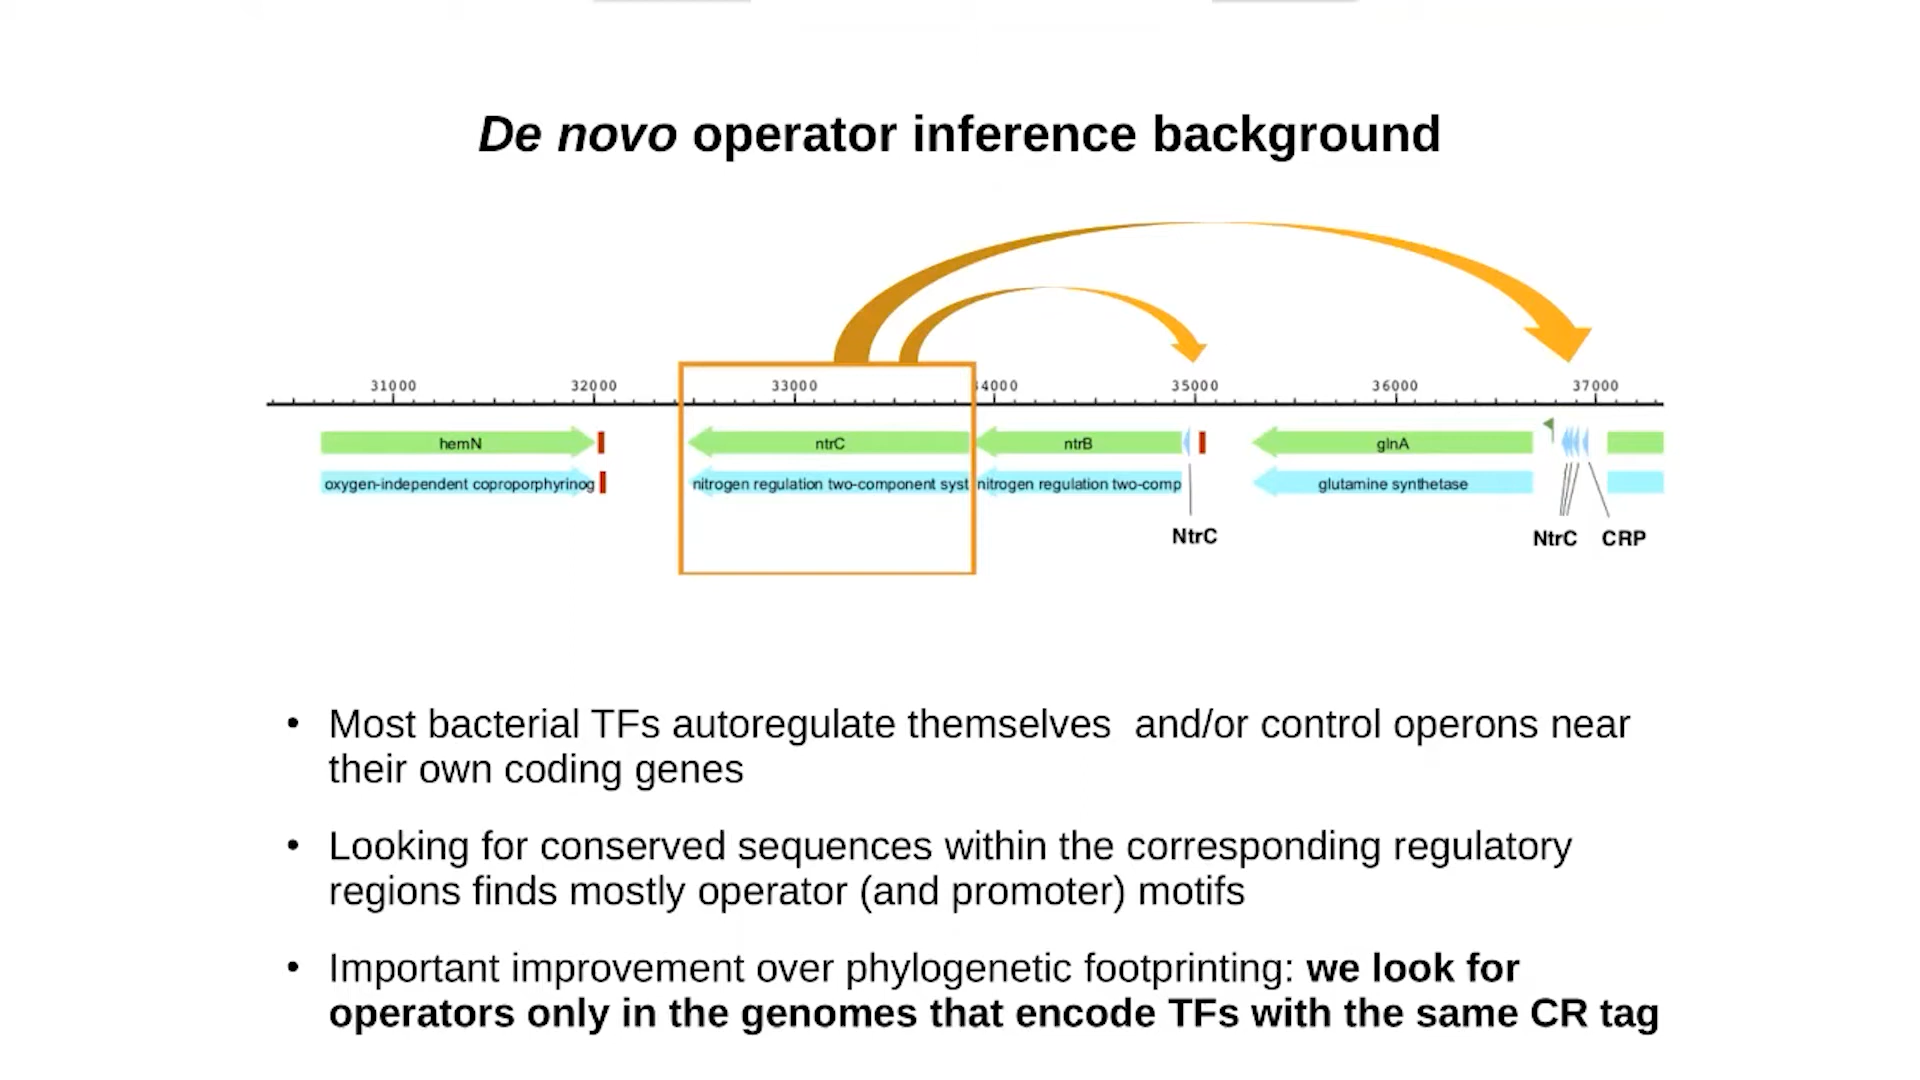 De novo operator inference background
31000 32000 33000 4000 35000 36000 37000
hemN ntrC ntrB glnA
oxygen-independent coproporphyrinog nitrogen regulation two-component syst nitrogen regulation two-comp glutamine synthetase
NtrC NtrC CRP
• Most bacterial TFs autoregulate themselves and/or control operons near
their own coding genes
• Looking for conserved sequences within the corresponding regulatory
regions finds mostly operator (and promoter) motifs
• Important improvement over phylogenetic footprinting: we look for
operators only in the genomes that encode TFs with the same CR tag